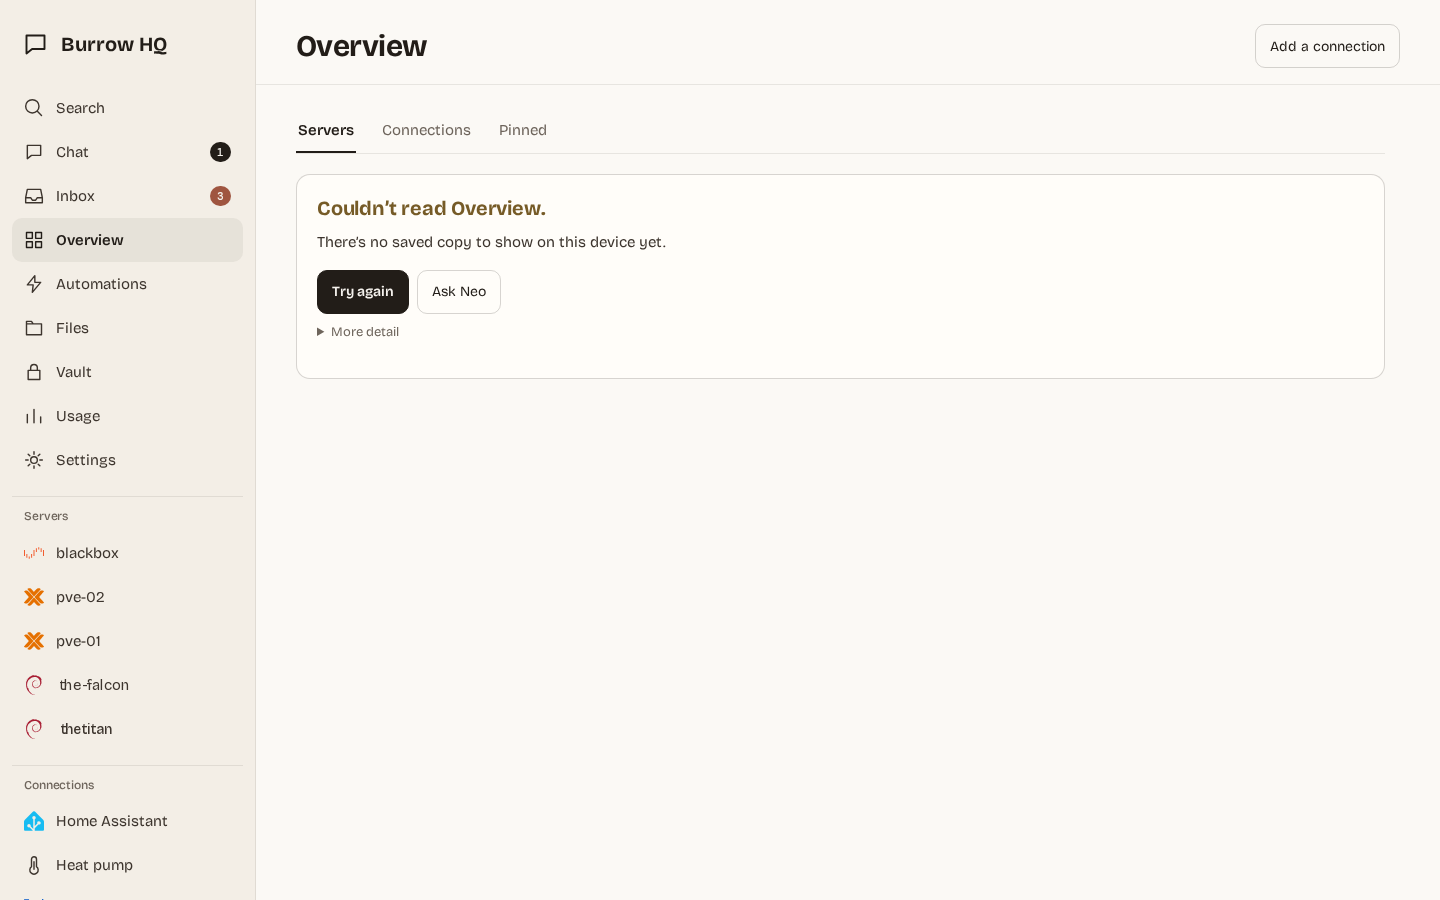 Burrow HQ
Search
Chat 1
Inbox 3
Overview
Automations
Files
Vault
Usage
Settings
Servers
blackbox
pve-02
pve-01
the-falcon
thetitan
Connections
Home Assistant
Heat pump
Overview
Add a connection
Servers Connections Pinned
Couldn’t read Overview.
There’s no saved copy to show on this device yet.
Try again Ask Neo
More detail